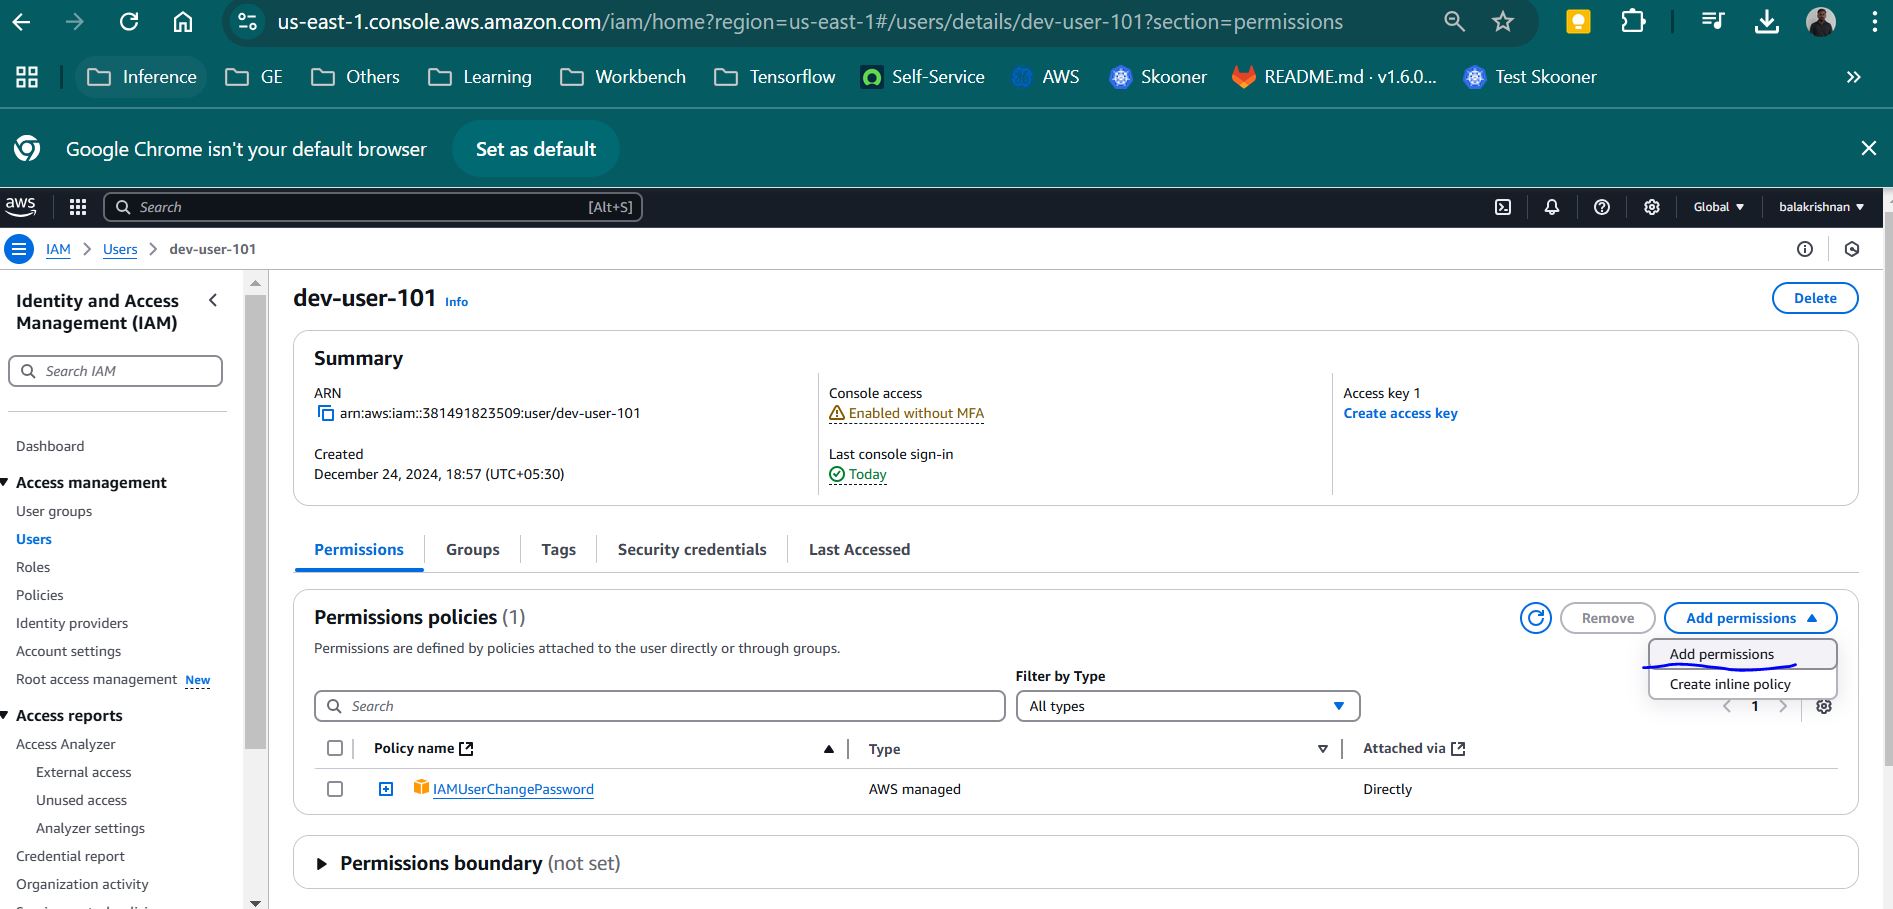 us-east-1.console.aws.amazon.com/iam/home?region=us-east-1#/users/details/dev-user-101?section=permissions
Inference GE Others Learning Workbench Tensorflow Self-Service AWS Skooner README.md · v1.6.0... Test Skooner
Google Chrome isn't your default browser Set as default
aws Search [Alt+S] Global balakrishnan
IAM Users dev-user-101
Identity and Access
Management (IAM)
Search IAM
Dashboard
Access management
User groups
Users
Roles
Policies
Identity providers
Account settings
Root access management New
Access reports
Access Analyzer
External access
Unused access
Analyzer settings
Credential report
Organization activity
dev-user-101 Info
Delete
Summary
ARN
arn:aws:iam::381491823509:user/dev-user-101
Created
December 24, 2024, 18:57 (UTC+05:30)
Console access
Enabled without MFA
Last console sign-in
Today
Access key 1
Create access key
Permissions Groups Tags Security credentials Last Accessed
Permissions policies (1)
Remove Add permissions
Add permissions
Create inline policy
Permissions are defined by policies attached to the user directly or through groups.
Filter by Type
Search All types
1
Policy name Type Attached via
IAMUserChangePassword AWS managed Directly
Permissions boundary (not set)